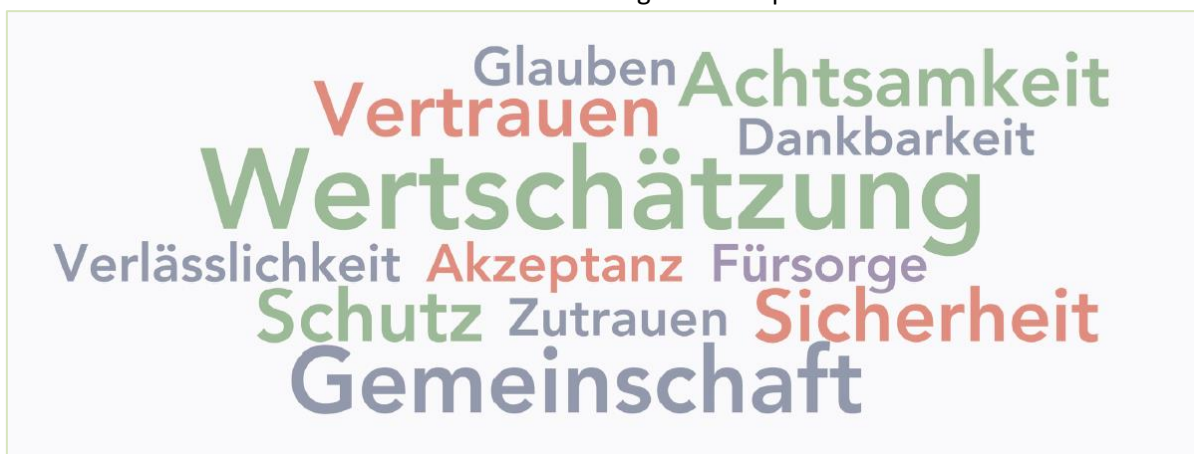 Glauben Achtsamkeit
Vertrauen Dankbarkeit
Wertschätzung
Verlässlichkeit Akzeptanz Fürsorge
Schutz Zutrauen Sicherheit
Gemeinschaft